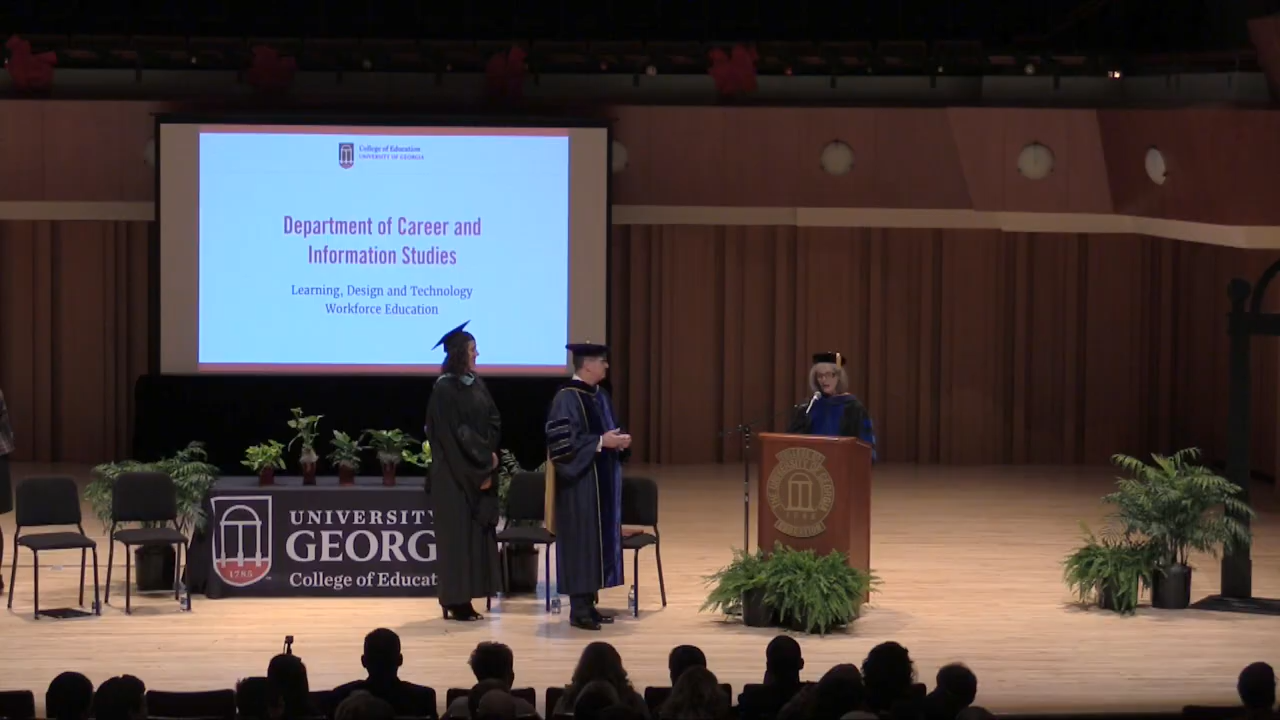 College of Education
UNIVERSITY OF GEORGIA
Department of Career and
Information Studies
Learning, Design and Technology
Workforce Education
UNIVERSITY
GEORG
College of Educat
1785